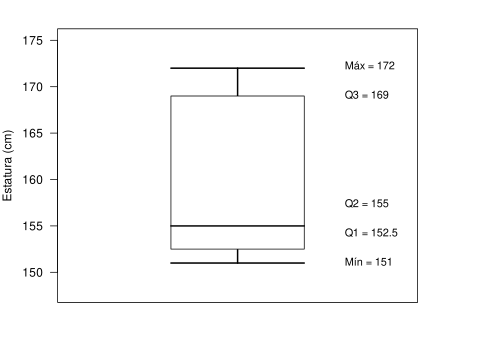 175
170
165
160
155
150
Estatura (cm)
Máx = 172
Q3 = 169
Q2 = 155
Q1 = 152.5
Mín = 151